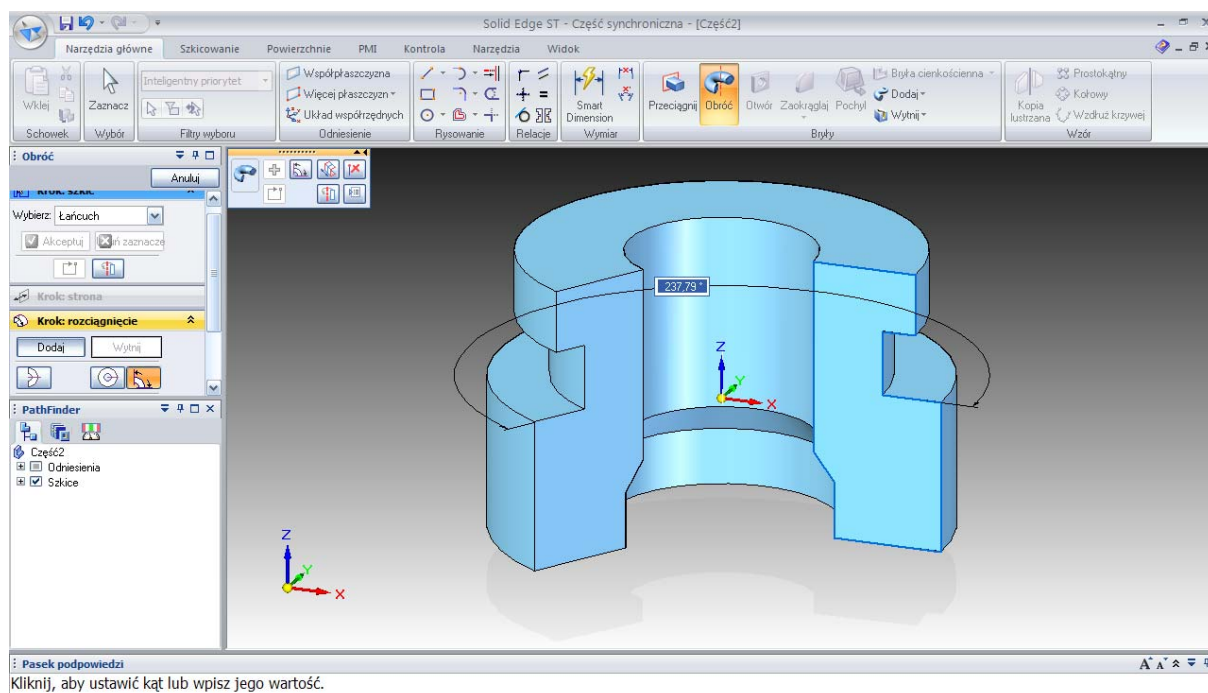 Solid Edge ST - Część synchroniczna - [Część2]
Narzędzia główne Szkicowanie Powierzchnie PMI Kontrola Narzędzia Widok
Wklej
Schowek
Zaznacz
Wybór
Inteligentny priorytet
Filtry wyboru
Współpłaszczyzna
Więcej płaszczyzn
Układ współrzędnych
Odniesienie
Rysowanie
Relacje
Smart
Dimension
Wymiar
Przeciągnij
Obróć
Otwór
Zaokrąglaj
Pochyl
Bryła cienkościenna
Dodaj
Wytnij
Bryły
Kopia
lustrzana
Prostokątny
Kołowy
Wzdłuż krzywej
Wzór
Obróć
Anuluj
Krok: szkic
Wybierz: Łańcuch
Akceptuj
ń zaznacze
Krok: strona
Krok: rozciągnięcie
Dodaj Wytnij
PathFinder
Część2
Odniesienia
Szkice
237,79 °
Z
Y
X
Z
Y
X
Pasek podpowiedzi
A A
Kliknij, aby ustawić kąt lub wpisz jego wartość.